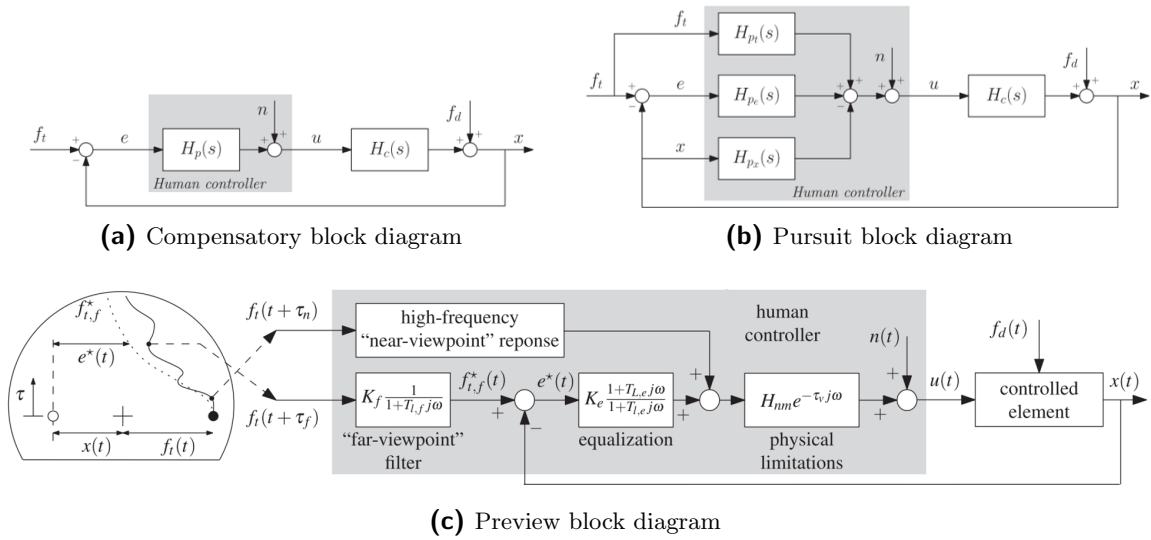 f_t
+
−
e
H_p(s)
n
+
+
u
H_c(s)
f_d
+
+
x
Human controller
(a) Compensatory block diagram
f_t
f_t
+
−
e
x
H_{p_t}(s)
H_{p_e}(s)
H_{p_x}(s)
+
+
−
n
+
+
u
H_c(s)
f_d
+
+
x
Human controller
(b) Pursuit block diagram
f^⋆_{t,f}
e^⋆(t)
τ
x(t)
f_t(t)
f_t(t + τ_n)
f_t(t + τ_f)
high-frequency
“near-viewpoint” reponse
K_f \frac{1}{1+T_{l,f}jω}
“far-viewpoint”
filter
f^⋆_{t,f}(t)
+
−
e^⋆(t)
K_e \frac{1+T_{L,e}jω}{1+T_{l,e}jω}
equalization
+
+
H_{nm}e^{−τ_v jω}
physical
limitations
human
controller
n(t)
+
+
u(t)
f_d(t)
controlled
element
x(t)
(c) Preview block diagram